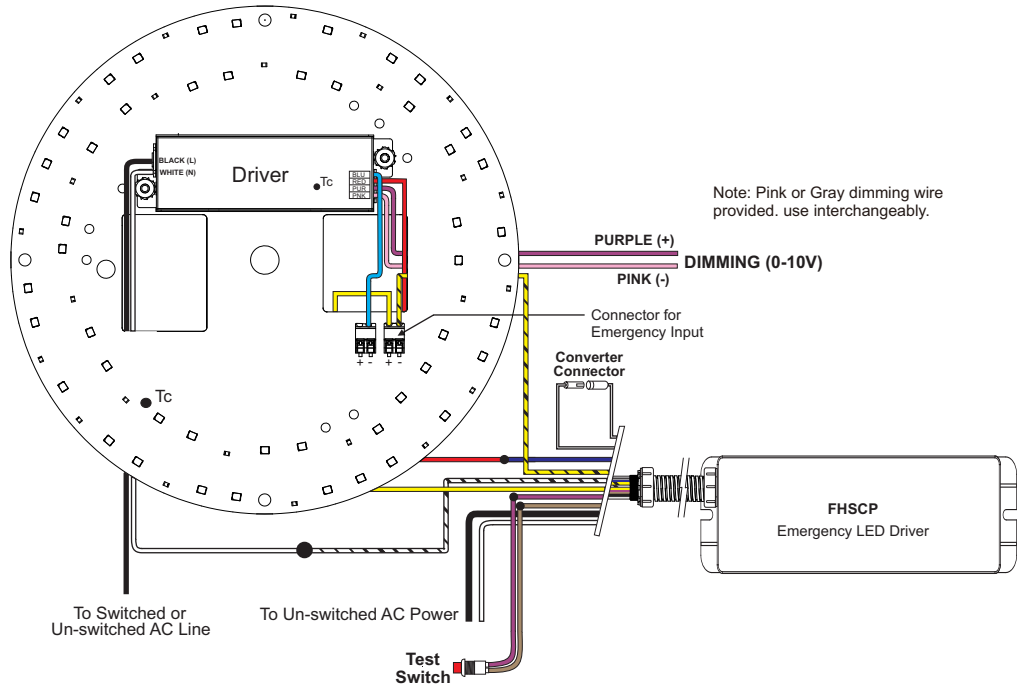 BLACK (L)
WHITE (N)
Driver
Tc
BLU
RED
PUR
PNK
Note: Pink or Gray dimming wire
provided. use interchangeably.
PURPLE (+)
DIMMING (0-10V)
PINK (-)
Connector for
Emergency Input
+ - + -
Converter
Connector
Tc
FHSCP
Emergency LED Driver
To Switched or
Un-switched AC Line
To Un-switched AC Power
Test
Switch